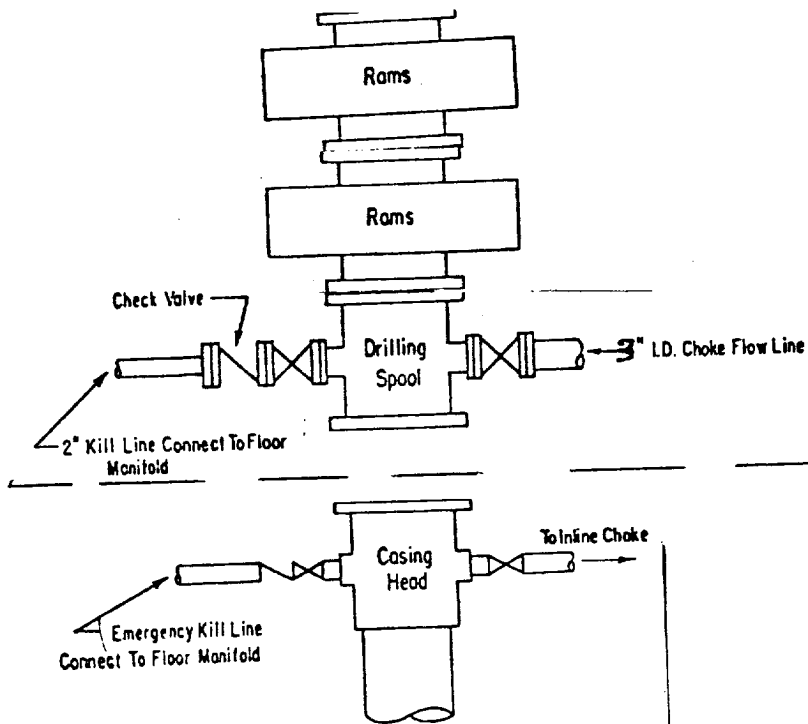 Rams
Rams
Check Valve
Drilling
Spool
3" I.D. Choke Flow Line
2" Kill Line Connect To Floor
Manifold
To Inline Choke
Casing
Head
Emergency Kill Line
Connect To Floor Manifold